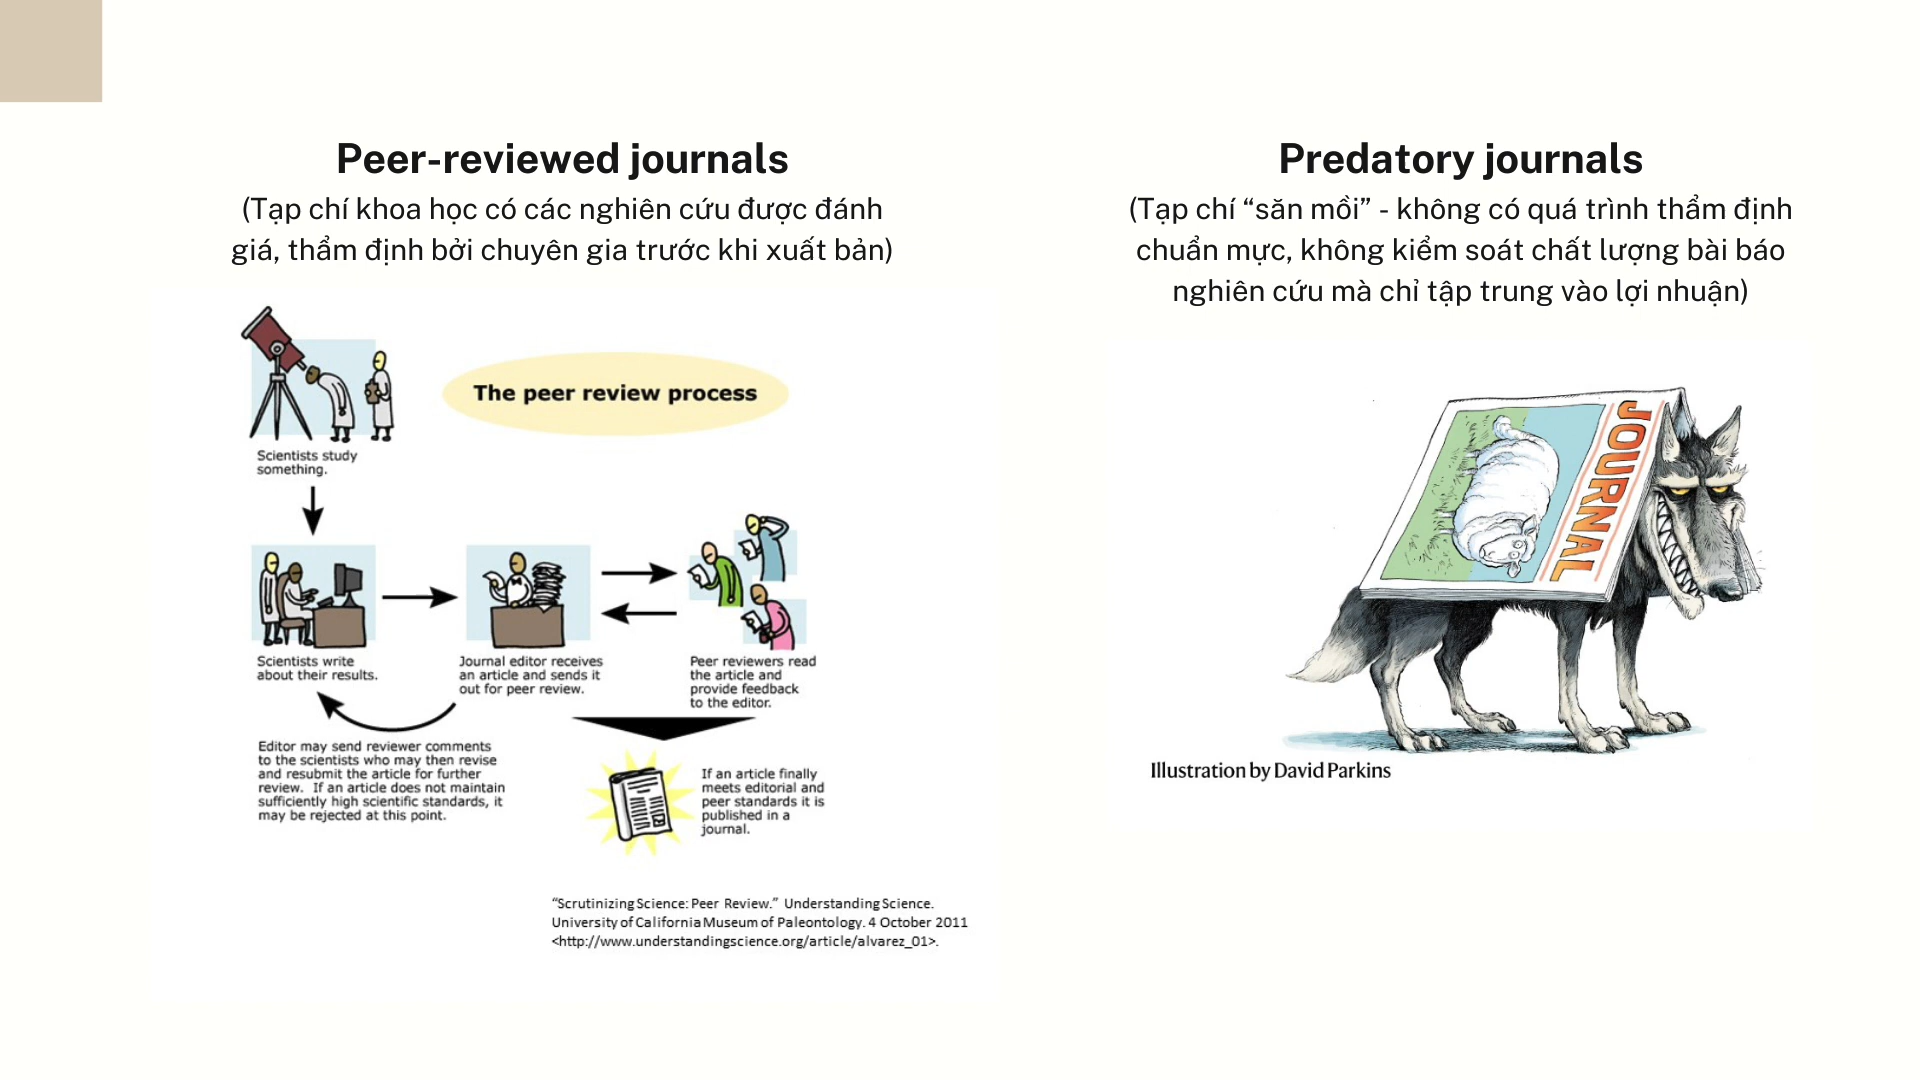 Peer-reviewed journals
(Tạp chí khoa học có các nghiên cứu được đánh
giá, thẩm định bởi chuyên gia trước khi xuất bản)
The peer review process
Scientists study
something.
Scientists write
about their results.
Journal editor receives
an article and sends it
out for peer review.
Peer reviewers read
the article and
provide feedback
to the editor.
Editor may send reviewer comments
to the scientists who may then revise
and resubmit the article for further
review. If an article does not maintain
sufficiently high scientific standards, it
may be rejected at this point.
If an article finally
meets editorial and
peer standards it is
published in a
journal.
“Scrutinizing Science: Peer Review.” Understanding Science.
University of California Museum of Paleontology. 4 October 2011
<http://www.understandingscience.org/article/alvarez_01>.
Predatory journals
(Tạp chí “săn mồi” - không có quá trình thẩm định
chuẩn mực, không kiểm soát chất lượng bài báo
nghiên cứu mà chỉ tập trung vào lợi nhuận)
JOURNAL
Illustration by David Parkins